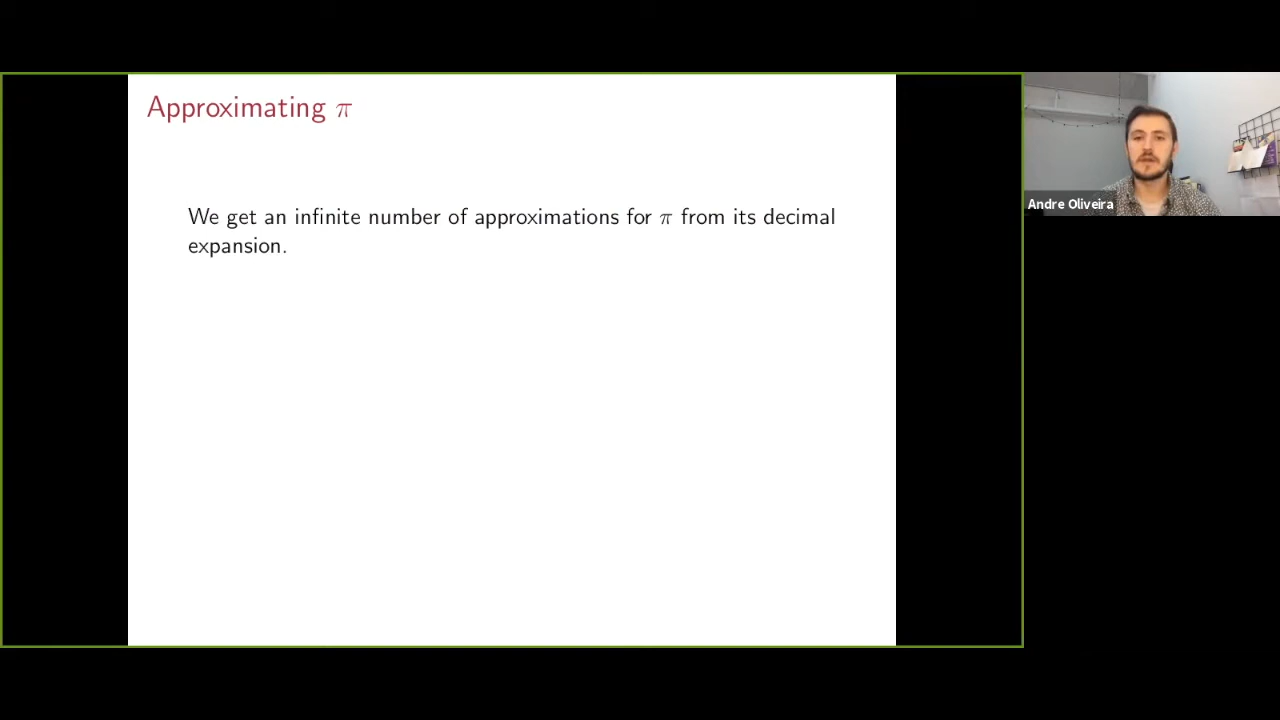 Approximating π
We get an infinite number of approximations for π from its decimal
expansion.
Andre Oliveira